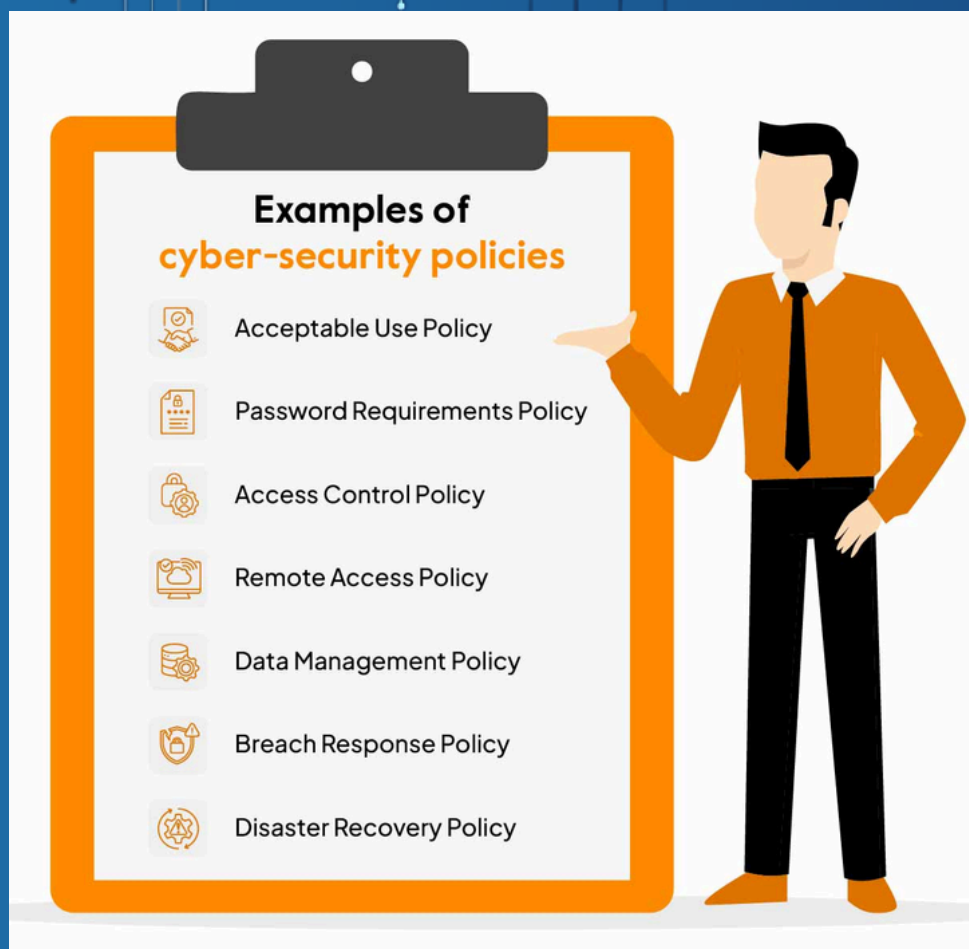 Examples of
cyber-security policies
Acceptable Use Policy
Password Requirements Policy
Access Control Policy
Remote Access Policy
Data Management Policy
Breach Response Policy
Disaster Recovery Policy